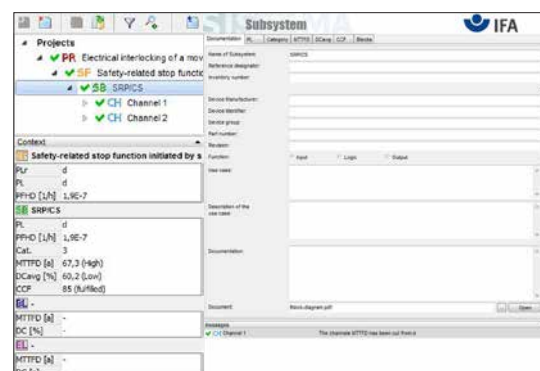 Subsystem
IFA
Documentation PL Category MTTFD DCavg CCF Blocks
Projects
PR Electrical interlocking of a mov
SF Safety-related stop functic
SB SRP/CS
CH Channel 1
CH Channel 2
Context
Safety-related stop function initiated by s
PLr d
PL d
PFHD [1/h] 1,9E-7
SB SRP/CS
PL d
PFHD [1/h] 1,9E-7
Cat. 3
MTTFD [a] 67,3 (High)
DCavg [%] 60,2 (Low)
CCF 85 (fulfilled)
BL -
MTTFD [a] -
DC [%] -
EL -
MTTFD [a] -
Name of Subsystem: SRP/CS
Reference designator:
Inventory number:
Device Manufacturer:
Device Identifier:
Device group:
Part number:
Revision:
Function: Input Logic Output
Use case:
Description of the
use case:
Documentation:
Document: Block-diagram.pdf ... Open
messages
CH Channel 1 The channels MTTFD has been cut from a